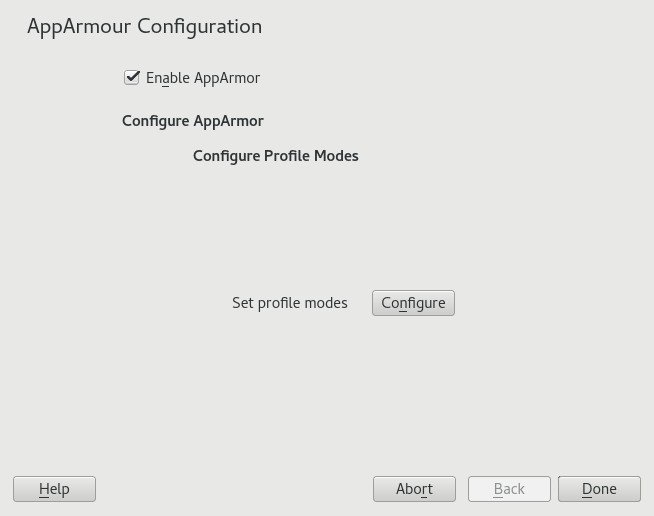 AppArmour Configuration
Enable AppArmor
Configure AppArmor
Configure Profile Modes
Set profile modes Configure
Help Abort Back Done